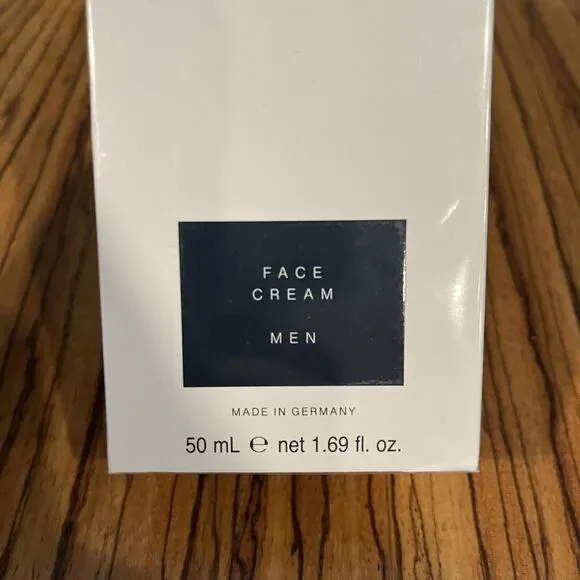 FACE
CREAM
MEN
MADE IN GERMANY
50 mL ℮ net 1.69 fl. oz.